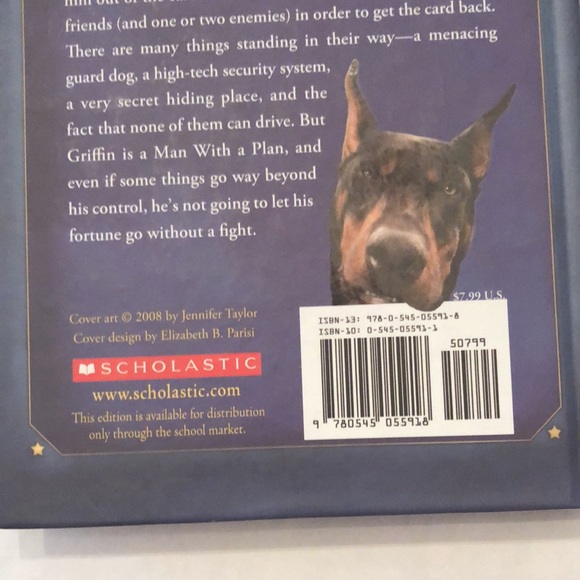 him out of the
friends (and one or two enemies) in order to get the card back.
There are many things standing in their way—a menacing
guard dog, a high-tech security system,
a very secret hiding place, and the
fact that none of them can drive. But
Griffin is a Man With a Plan, and
even if some things go way beyond
his control, he's not going to let his
fortune go without a fight.
$7.99 U.S.
Cover art © 2008 by Jennifer Taylor
Cover design by Elizabeth B. Parisi
SCHOLASTIC
www.scholastic.com
This edition is available for distribution
only through the school market.
ISBN-13: 978-0-545-05591-8
ISBN-10: 0-545-05591-1
50799
9 780545 055918